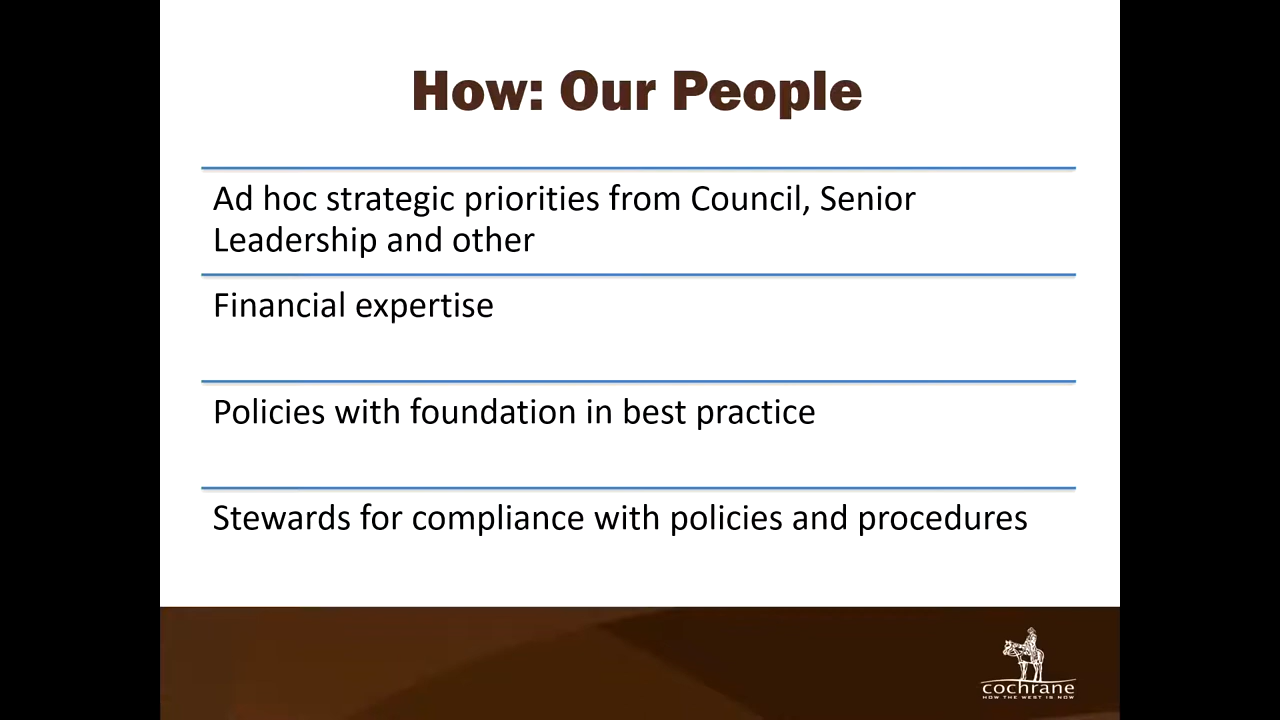 How: Our People
Ad hoc strategic priorities from Council, Senior
Leadership and other
Financial expertise
Policies with foundation in best practice
Stewards for compliance with policies and procedures
cochrane
HOW THE WEST IS NOW